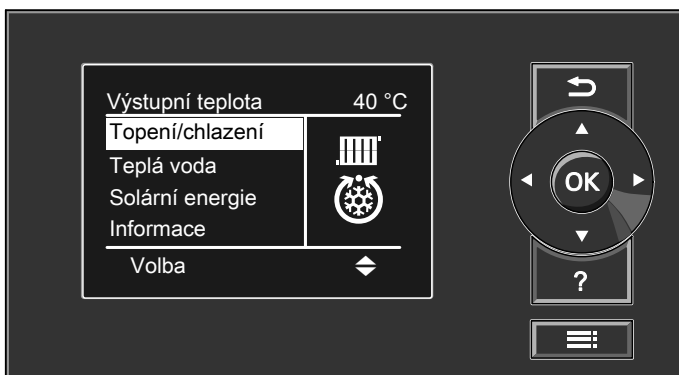 Výstupní teplota 40 °C
Topení/chlazení
Teplá voda
Solární energie
Informace
Volba
OK
?